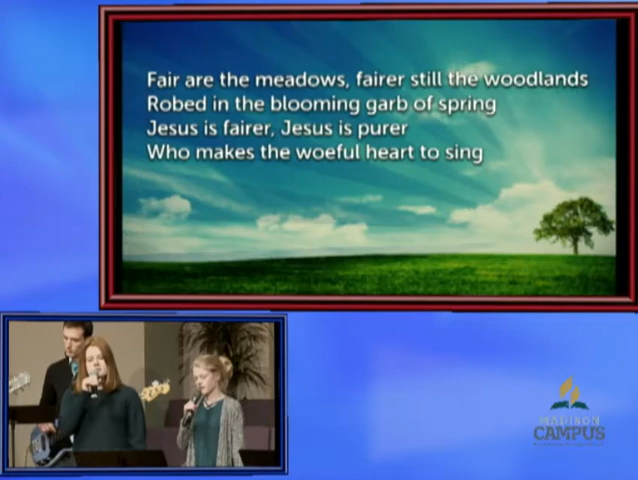 Fair are the meadows, fairer still the woodlands
Robed in the blooming garb of spring
Jesus is fairer, Jesus is purer
Who makes the woeful heart to sing
MADISON
CAMPUS